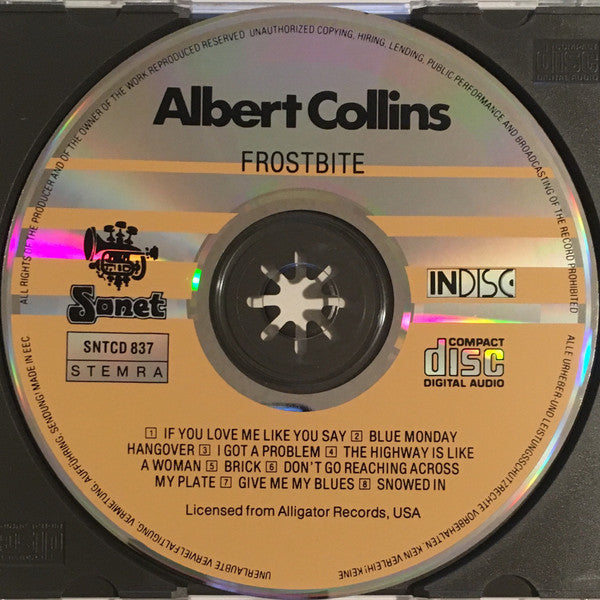 ALL RIGHTS OF THE PRODUCER AND OF THE OWNER OF THE WORK REPRODUCED RESERVED. UNAUTHORIZED COPYING, HIRING, LENDING, PUBLIC PERFORMANCE AND BROADCASTING OF THE RECORD PROHIBITED
Albert Collins
FROSTBITE
Sonet
INDISC
SNTCD 837
STEMRA
COMPACT
disc
DIGITAL AUDIO
1 IF YOU LOVE ME LIKE YOU SAY 2 BLUE MONDAY
HANGOVER 3 I GOT A PROBLEM 4 THE HIGHWAY IS LIKE
A WOMAN 5 BRICK 6 DON'T GO REACHING ACROSS
MY PLATE 7 GIVE ME MY BLUES 8 SNOWED IN
Licensed from Alligator Records, USA
ALLE URHEBER-UND LEISTUNGSSCHUTZRECHTE VORBEHALTEN. KEIN VERLEIH! KEINE UNERLAUBTE VERVIELFALTIGUNG, VERMIETUNG, AUFFÜHRUNG, SENDUNG! MADE IN EEC.